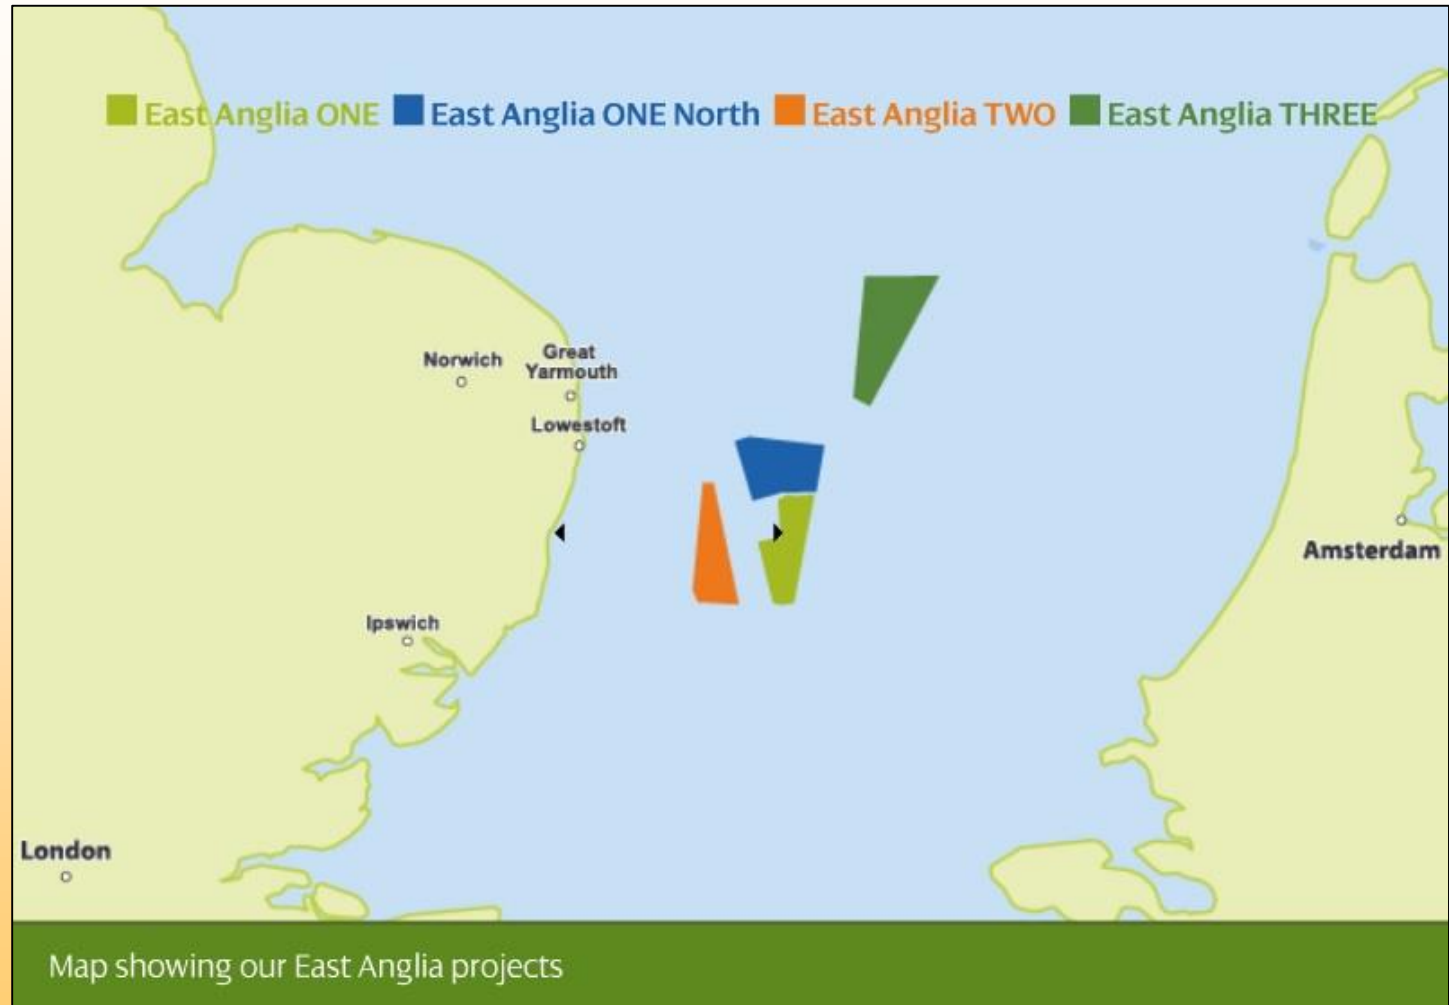 East Anglia ONE East Anglia ONE North East Anglia TWO East Anglia THREE
Norwich
Great
Yarmouth
Lowestoft
Amsterdam
Ipswich
London
Map showing our East Anglia projects